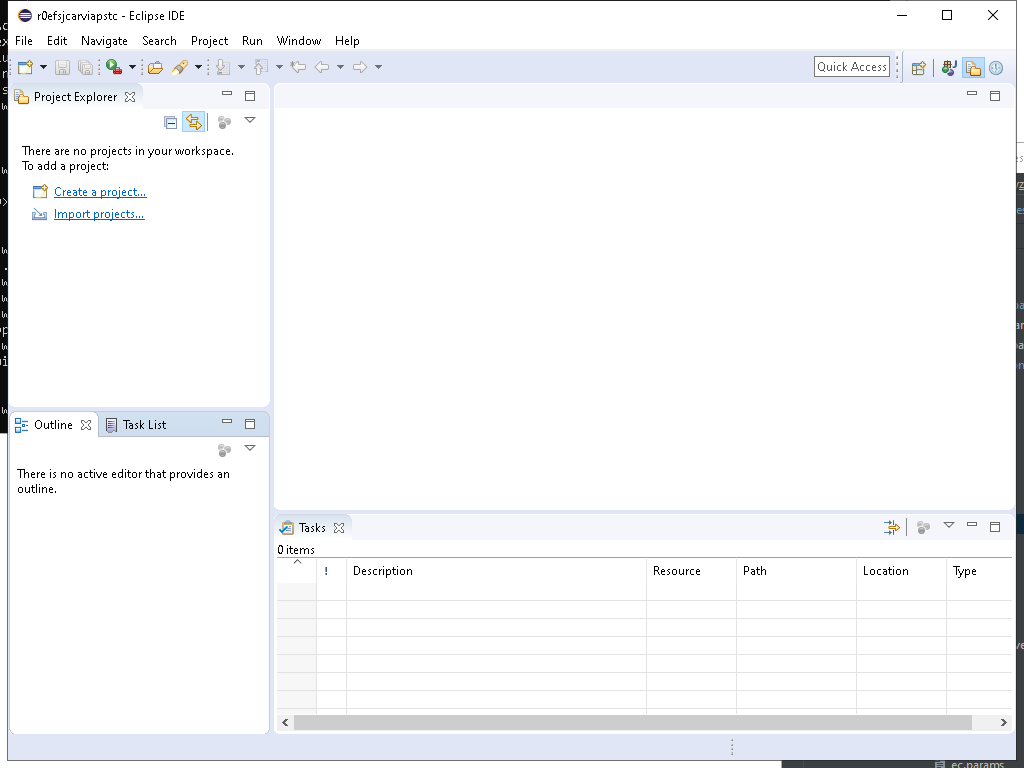 r0efsjcarviapstc - Eclipse IDE
File Edit Navigate Search Project Run Window Help
Quick Access
Project Explorer
There are no projects in your workspace.
To add a project:
Create a project...
Import projects...
Outline Task List
There is no active editor that provides an
outline.
Tasks
0 items
! Description Resource Path Location Type
ec.params